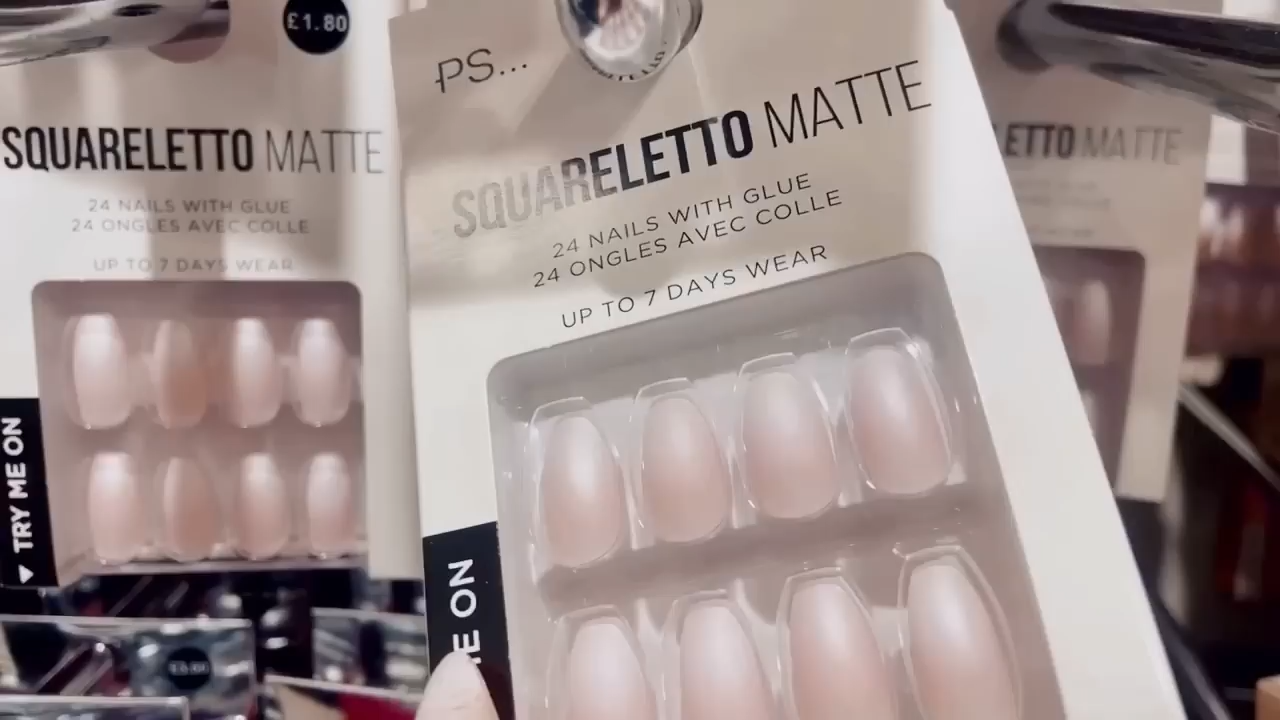 £1.80
SQUARELETTO MATTE
24 NAILS WITH GLUE
24 ONGLES AVEC COLLE
UP TO 7 DAYS WEAR
TRY ME ON
PS...
SQUARELETTO MATTE
24 NAILS WITH GLUE
24 ONGLES AVEC COLLE
UP TO 7 DAYS WEAR
ON
ETTO MATTE